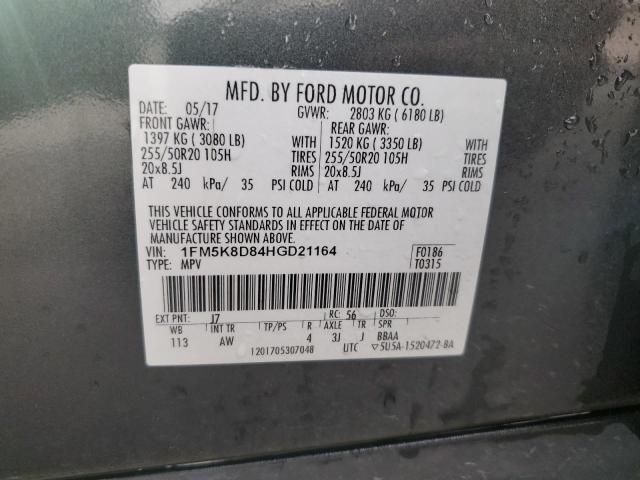 MFD. BY FORD MOTOR CO.
DATE: 05/17 GVWR: 2803 KG ( 6180 LB)
FRONT GAWR: REAR GAWR:
1397 KG ( 3080 LB) WITH 1520 KG ( 3350 LB) WITH
255/50R20 105H TIRES 255/50R20 105H TIRES
20x8.5J RIMS 20x8.5J RIMS
AT 240 kPa/ 35 PSI COLD AT 240 kPa/ 35 PSI COLD
THIS VEHICLE CONFORMS TO ALL APPLICABLE FEDERAL MOTOR
VEHICLE SAFETY STANDARDS IN EFFECT ON THE DATE OF
MANUFACTURE SHOWN ABOVE.
VIN: 1FM5K8D84HGD21164 F0186
TYPE: MPV T0315
EXT PNT: J7 RC: 56 DSO:
WB INT TR TP/PS R AXLE TR SPR
113 AW 4 3J J BBAA
1201705307048 UTC ▽5U5A-1520472-BA